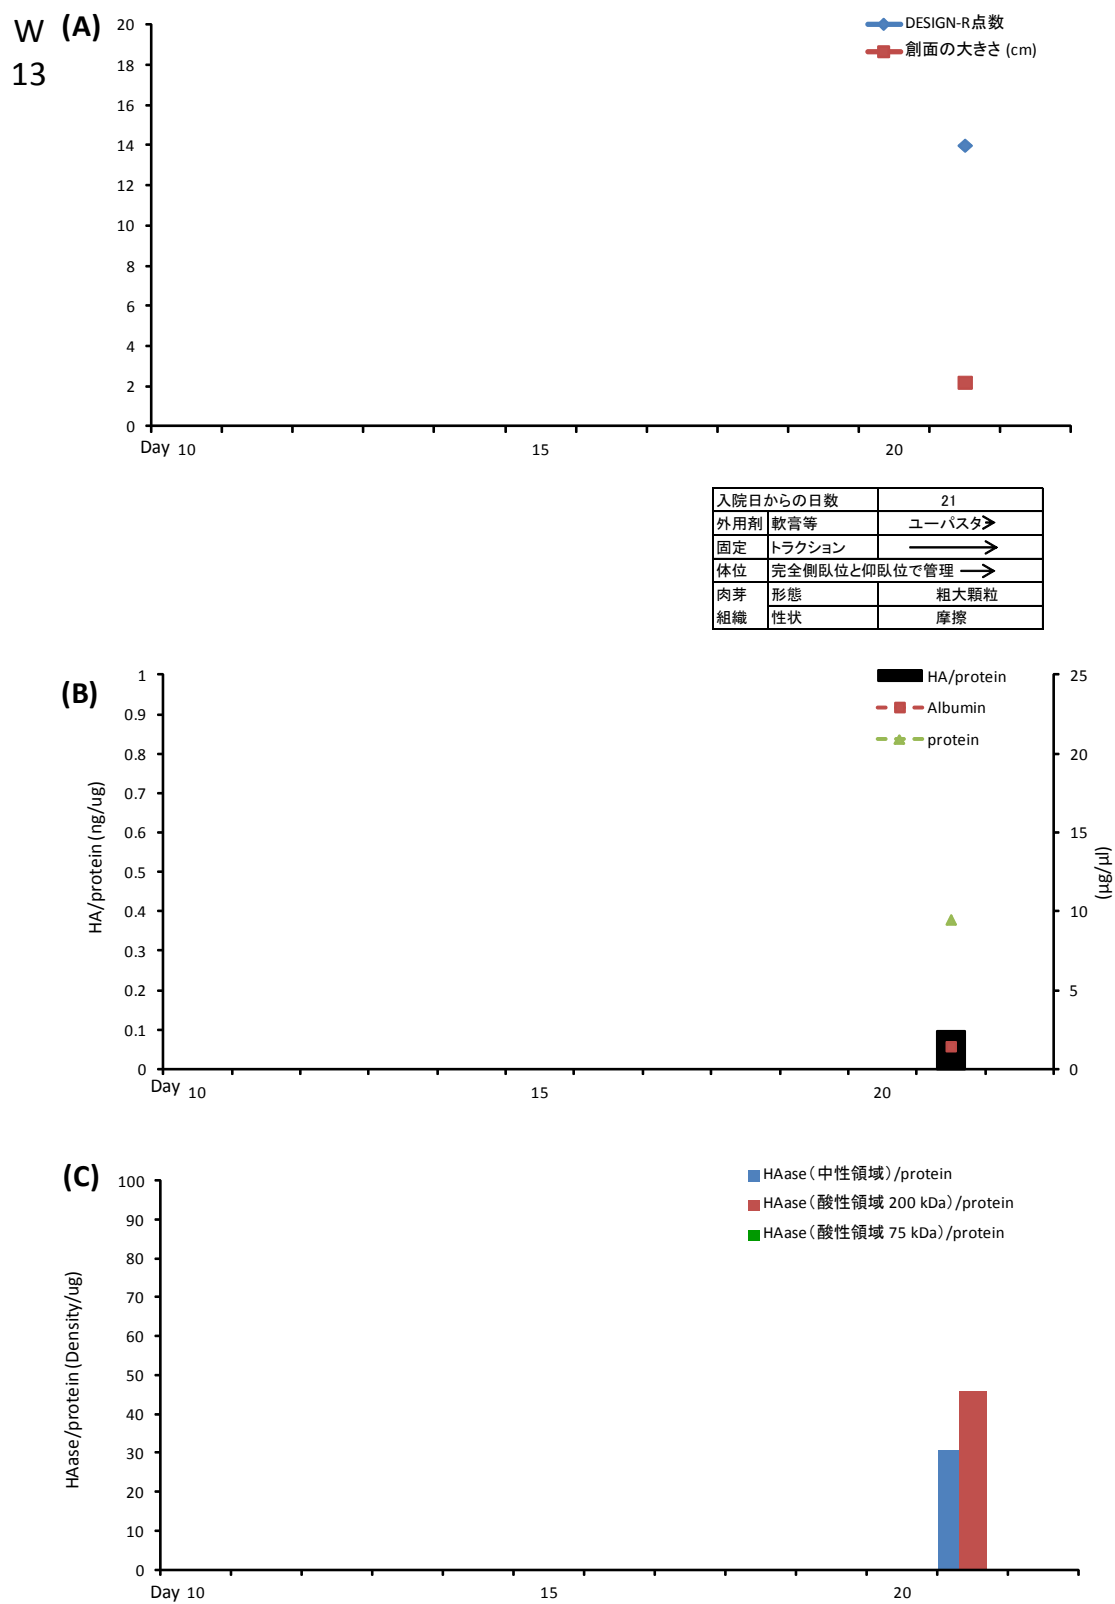 W
13
(A)
DESIGN-R点数
創面の大きさ (cm)
20
18
16
14
12
10
8
6
4
2
0
Day 10 15 20
入院日からの日数 21
外用剤 軟膏等 ユーパスタ
固定 トラクション
体位 完全側臥位と仰臥位で管理
肉芽 形態 粗大顆粒
組織 性状 摩擦
(B)
HA/protein
Albumin
protein
HA/protein (ng/ug)
1
0.9
0.8
0.7
0.6
0.5
0.4
0.3
0.2
0.1
0
25
20
15
10
5
0
(μg/μl)
Day 10 15 20
(C)
HAase（中性領域）/protein
HAase（酸性領域 200 kDa）/protein
HAase（酸性領域 75 kDa）/protein
HAase/protein (Density/ug)
100
90
80
70
60
50
40
30
20
10
0
Day 10 15 20